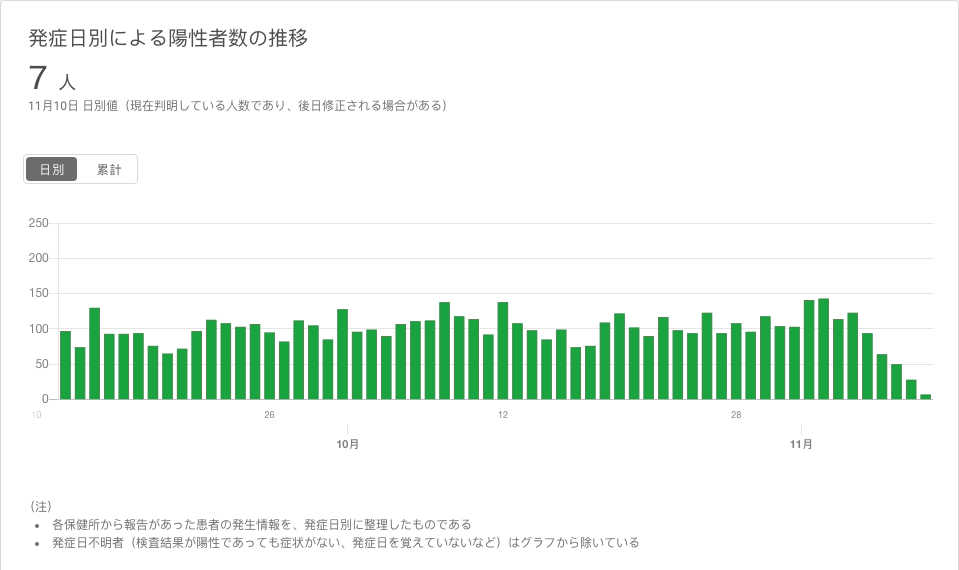 発症日別による陽性者数の推移
7 人
11月10日 日別値（現在判明している人数であり、後日修正される場合がある）
日別 累計
250
200
150
100
50
0
10 26 12 28
10月 11月
（注）
• 各保健所から報告があった患者の発生情報を、発症日別に整理したものである
• 発症日不明者（検査結果が陽性であっても症状がない、発症日を覚えていないなど）はグラフから除いている